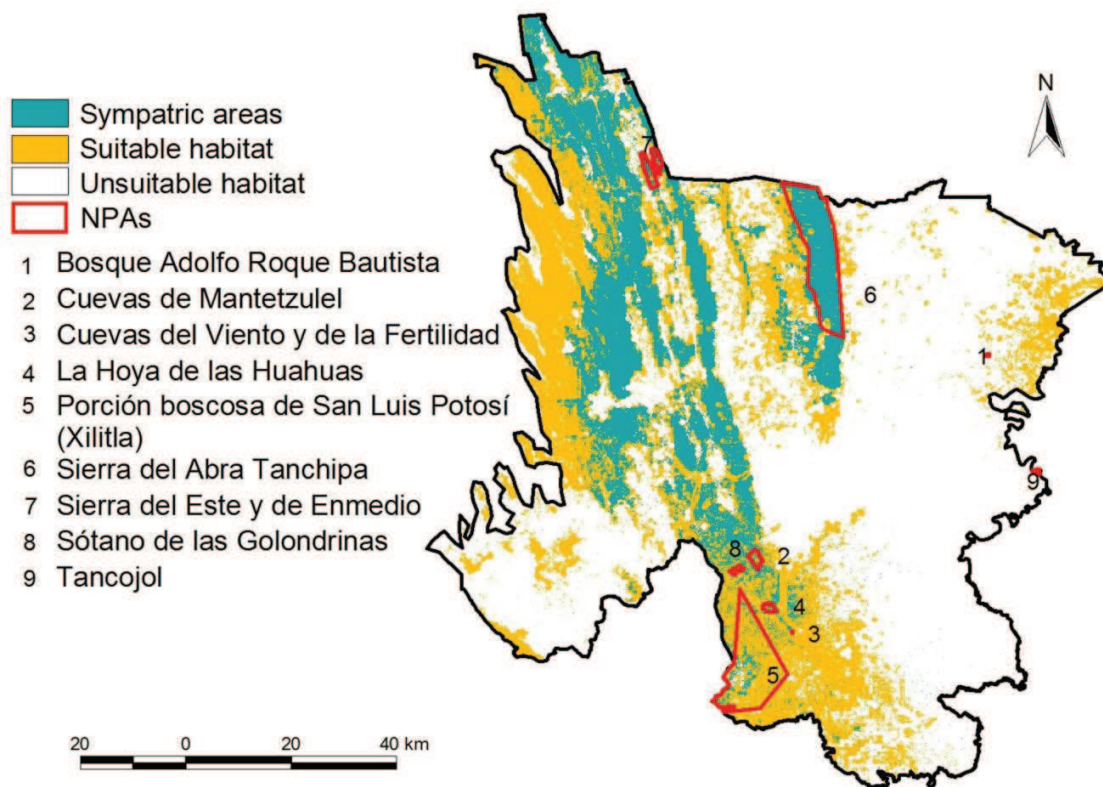 N
Sympatric areas
Suitable habitat
Unsuitable habitat
NPAs
1 Bosque Adolfo Roque Bautista
2 Cuevas de Mantetzulel
3 Cuevas del Viento y de la Fertilidad
4 La Hoya de las Huahuas
5 Porción boscosa de San Luis Potosí
(Xilitla)
6 Sierra del Abra Tanchipa
7 Sierra del Este y de Enmedio
8 Sótano de las Golondrinas
9 Tancojol
7
6
1
9
8
2
4
3
5
20 0 20 40 km